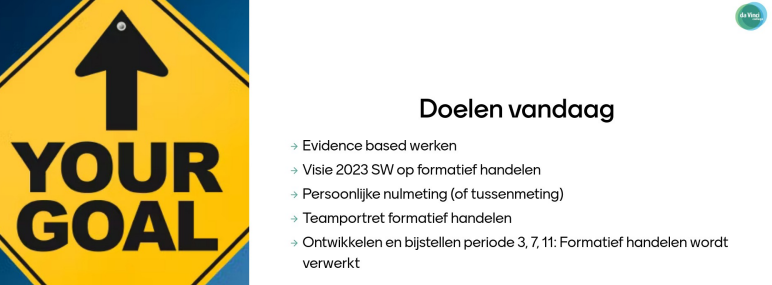 da Vinci
YOUR
GOAL
Doelen vandaag
→ Evidence based werken
→ Visie 2023 SW op formatief handelen
→ Persoonlijke nulmeting (of tussenmeting)
→ Teamportret formatief handelen
→ Ontwikkelen en bijstellen periode 3, 7, 11: Formatief handelen wordt
verwerkt